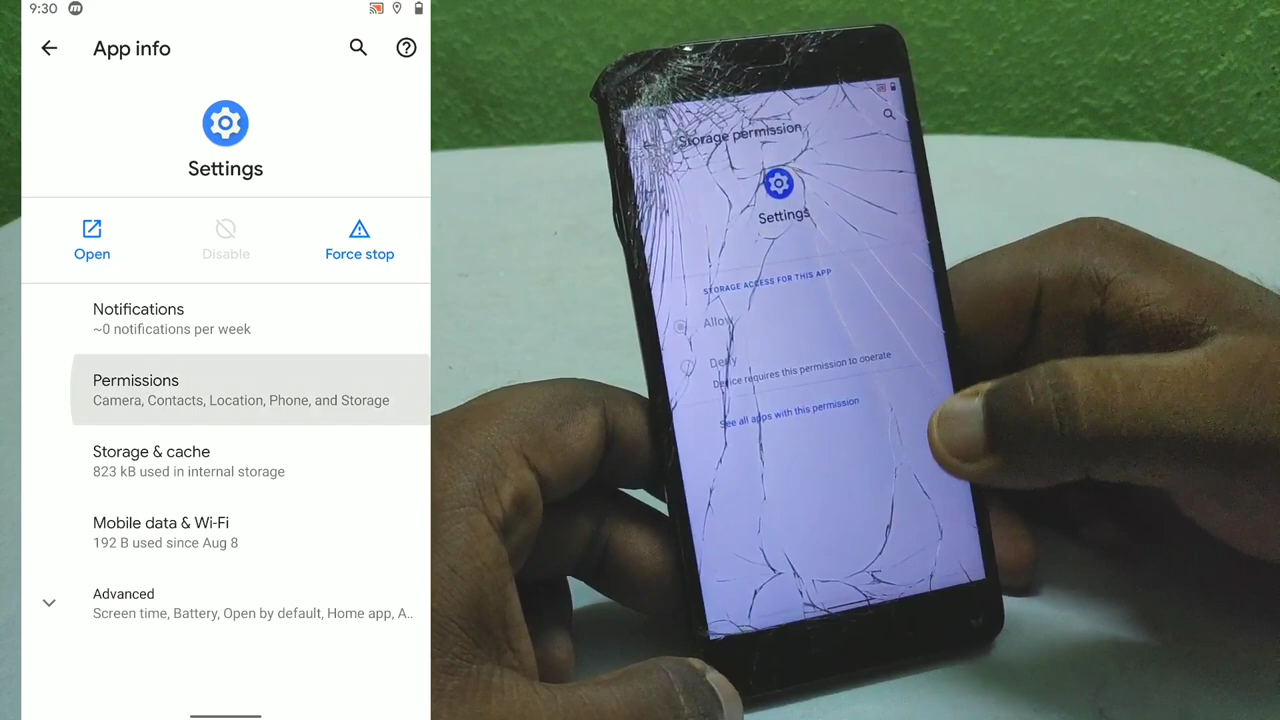 9:30
App info
Settings
Open
Disable
Force stop
Notifications
~0 notifications per week
Permissions
Camera, Contacts, Location, Phone, and Storage
Storage & cache
823 kB used in internal storage
Mobile data & Wi-Fi
192 B used since Aug 8
Advanced
Screen time, Battery, Open by default, Home app, A..
Storage permission
Settings
STORAGE ACCESS FOR THIS APP
Allow
Deny
Device requires this permission to operate
See all apps with this permission